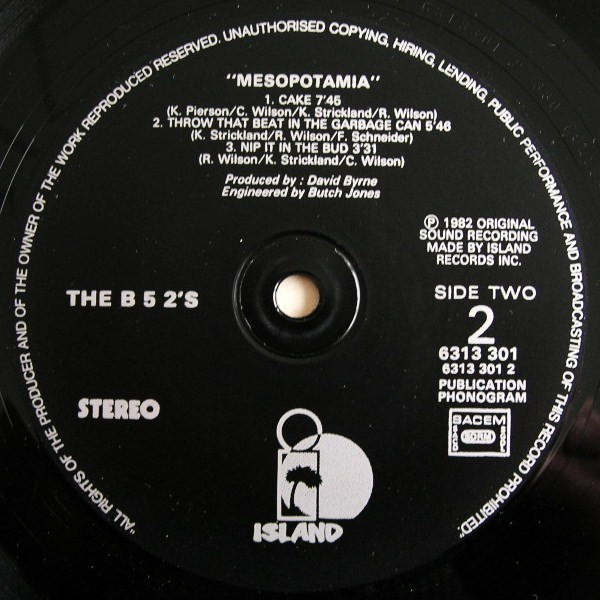 "ALL RIGHTS OF THE PRODUCER AND OF THE OWNER OF THE WORK REPRODUCED RESERVED. UNAUTHORISED COPYING, HIRING, LENDING, PUBLIC PERFORMANCE AND BROADCASTING OF THIS RECORD PROHIBITED."
"MESOPOTAMIA"
1. CAKE 7'45
(K. Pierson/C. Wilson/K. Strickland/R. Wilson)
2. THROW THAT BEAT IN THE GARBAGE CAN 5'46
(K. Strickland/R. Wilson/F. Schneider)
3. NIP IT IN THE BUD 3'31
(R. Wilson/K. Strickland/C. Wilson)
Produced by : David Byrne
Engineered by Butch Jones
℗ 1982 ORIGINAL
SOUND RECORDING
MADE BY ISLAND
RECORDS INC.
THE B 5 2'S
SIDE TWO
2
6313 301
6313 301 2
PUBLICATION
PHONOGRAM
STEREO
SACEM
ISLAND